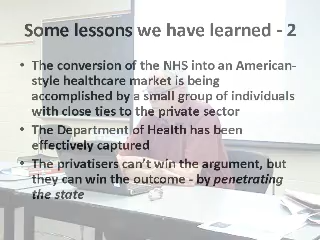 Some lessons we have learned - 2
• The conversion of the NHS into an American-
style healthcare market is being
accomplished by a small group of individuals
with close ties to the private sector
• The Department of Health has been
effectively captured
• The privatisers can’t win the argument, but
they can win the outcome - by penetrating
the state